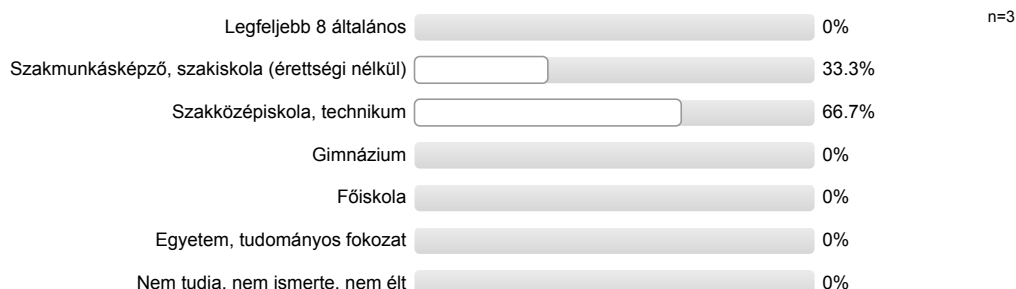 Legfeljebb 8 általános 0% n=3
Szakmunkásképző, szakiskola (érettségi nélkül) 33.3%
Szakközépiskola, technikum 66.7%
Gimnázium 0%
Főiskola 0%
Egyetem, tudományos fokozat 0%
Nem tudja, nem ismerte, nem élt 0%